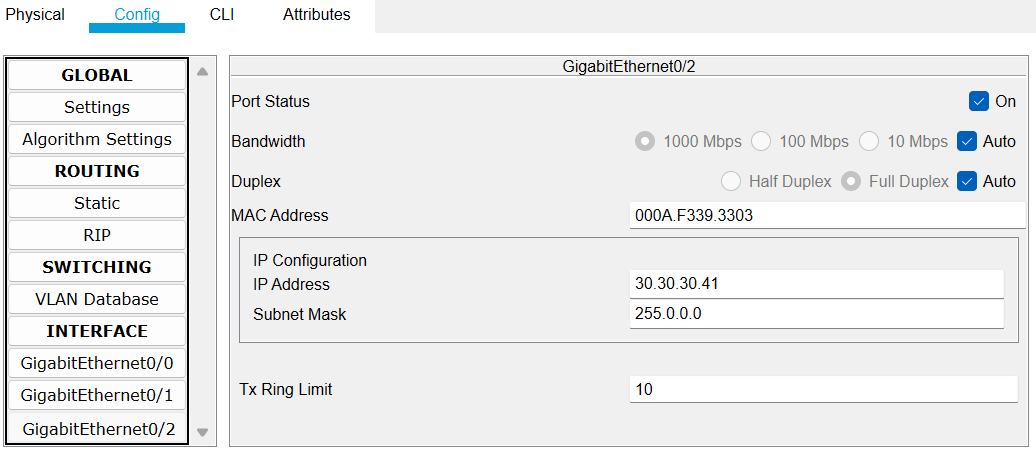 Physical Config CLI Attributes
GLOBAL
Settings
Algorithm Settings
ROUTING
Static
RIP
SWITCHING
VLAN Database
INTERFACE
GigabitEthernet0/0
GigabitEthernet0/1
GigabitEthernet0/2
GigabitEthernet0/2
Port Status On
Bandwidth 1000 Mbps 100 Mbps 10 Mbps Auto
Duplex Half Duplex Full Duplex Auto
MAC Address 000A.F339.3303
IP Configuration
IP Address 30.30.30.41
Subnet Mask 255.0.0.0
Tx Ring Limit 10